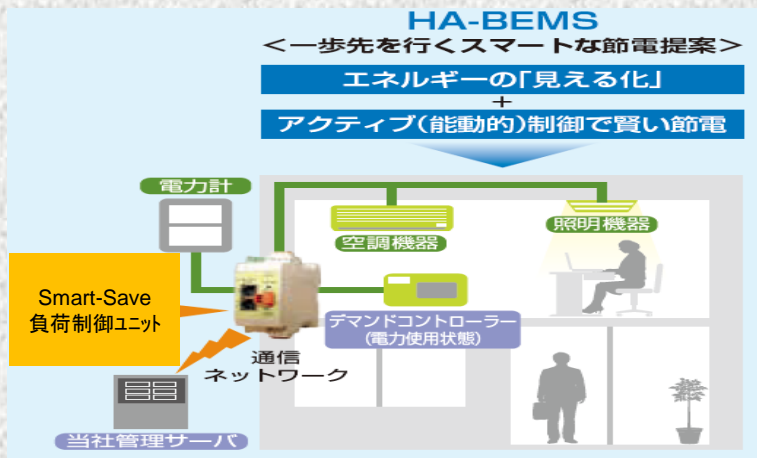 HA-BEMS
＜一歩先を行くスマートな節電提案＞
エネルギーの「見える化」
+
アクティブ(能動的)制御で賢い節電
電力計
空調機器
照明機器
Smart-Save
負荷制御ﾕﾆｯﾄ
デマンドコントローラー
(電力使用状態)
通信
ネットワーク
当社管理サーバ